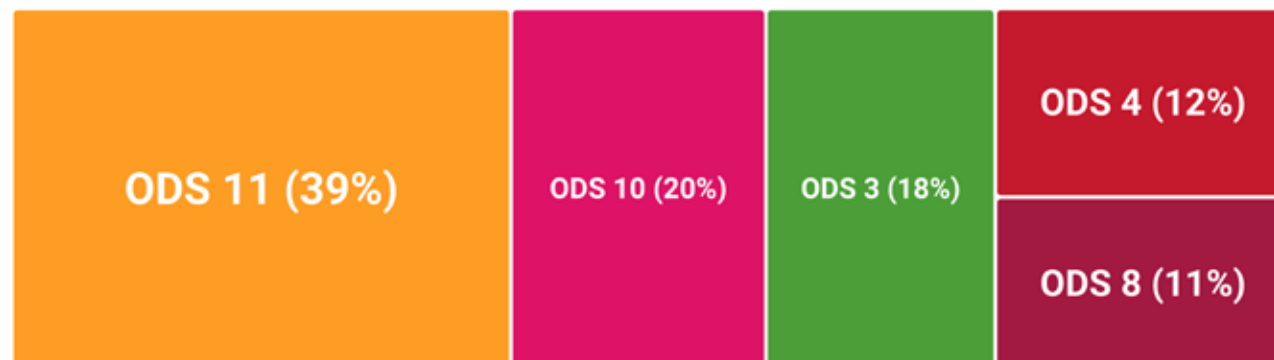 ODS 11 (39%)
ODS 10 (20%)
ODS 3 (18%)
ODS 4 (12%)
ODS 8 (11%)